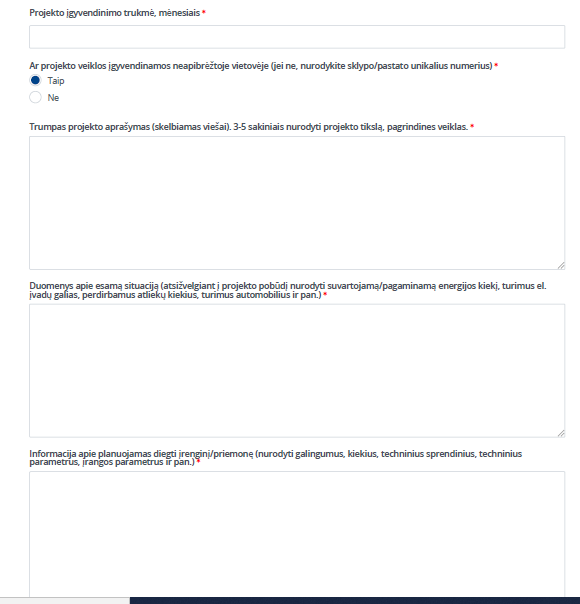 Projekto įgyvendinimo trukmė, mėnesiais *
Ar projekto veiklos įgyvendinamos neapibrėžtoje vietovėje (jei ne, nurodykite sklypo/pastato unikalius numerius) *
Taip
Ne
Trumpas projekto aprašymas (skelbiamas viešai). 3-5 sakiniais nurodyti projekto tikslą, pagrindines veiklas. *
Duomenys apie esamą situaciją (atsižvelgiant į projekto pobūdį nurodyti suvartojamą/pagaminamą energijos kiekį, turimus el.
įvadų galias, perdirbamus atliekų kiekius, turimus automobilius ir pan.) *
Informacija apie planuojamas diegti įrenginį/priemonę (nurodyti galingumus, kiekius, techninius sprendinius, techninius
parametrus, įrangos parametrus ir pan.) *